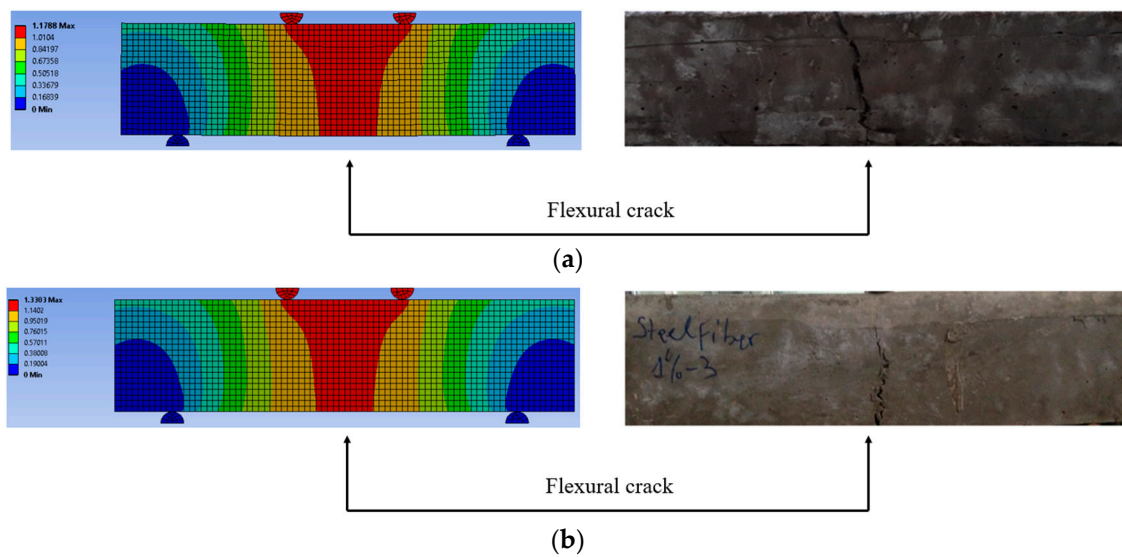 1.1788 Max
1.0104
0.84197
0.67358
0.50518
0.33679
0.16839
0 Min
Flexural crack
(a)
1.3303 Max
1.1402
0.95019
0.76015
0.57011
0.38008
0.19004
0 Min
Steel fiber
1%-3
Flexural crack
(b)